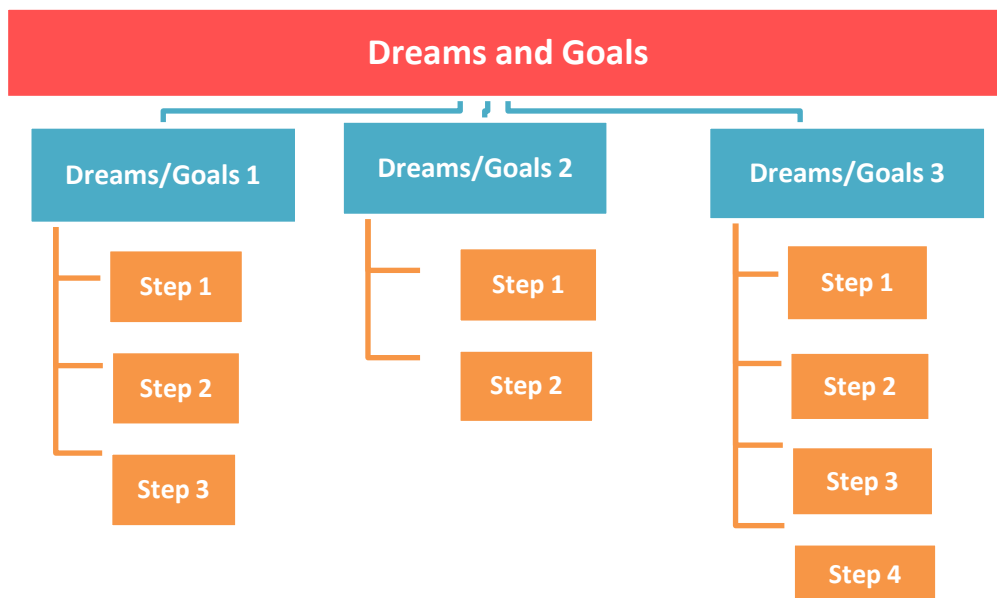 Dreams and Goals
Dreams/Goals 1
Step 1
Step 2
Step 3
Dreams/Goals 2
Step 1
Step 2
Dreams/Goals 3
Step 1
Step 2
Step 3
Step 4